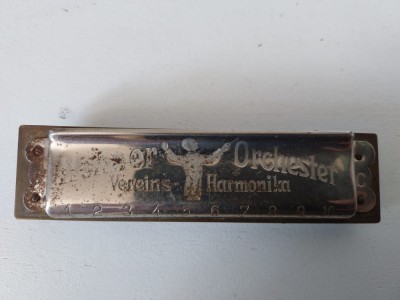 Orchester
Vereins- Harmonika
C
1 2 3 4 5 6 7 8 9 10